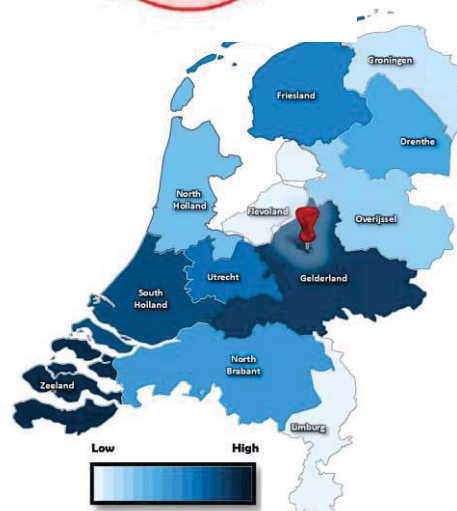 Groningen
Friesland
Drenthe
North
Holland
Flevoland
Overijssel
Utrecht
Gelderland
South
Holland
Zeeland
North
Brabant
Limburg
Low High